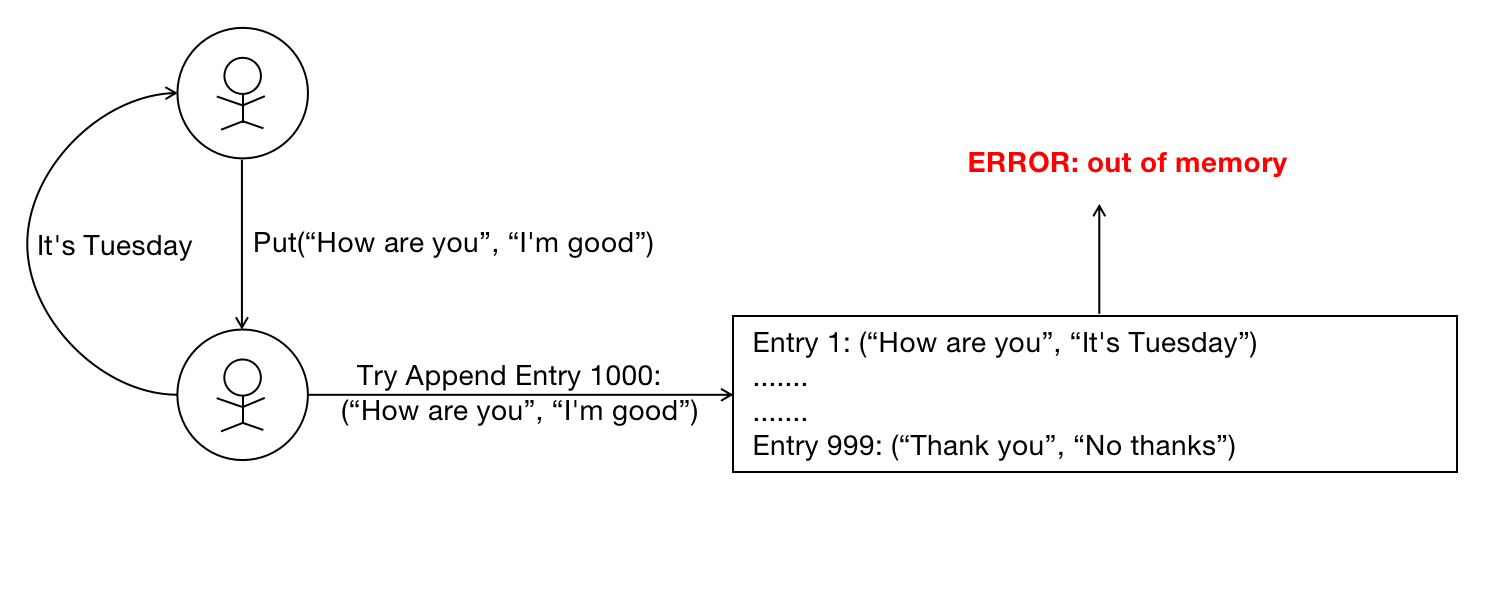 ERROR: out of memory
It's Tuesday
Put(“How are you”, “I'm good”)
Try Append Entry 1000:
(“How are you”, “I'm good”)
Entry 1: (“How are you”, “It's Tuesday”)
.......
.......
Entry 999: (“Thank you”, “No thanks”)